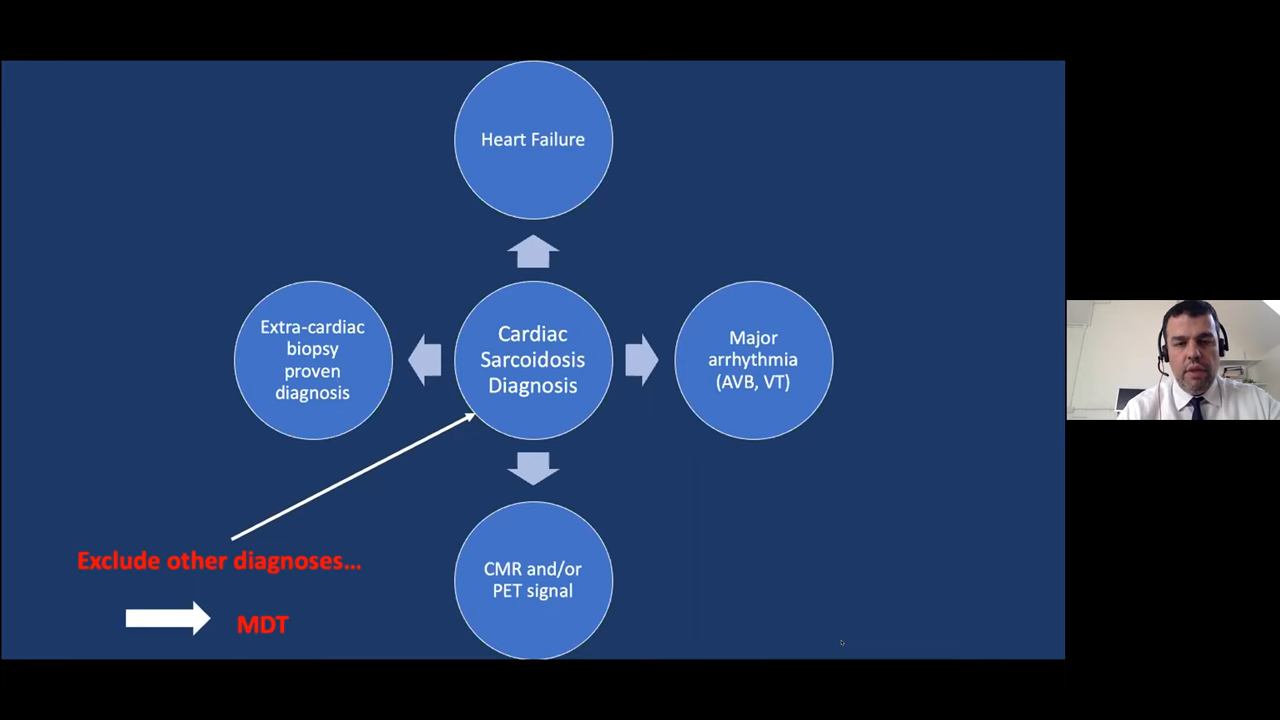 Heart Failure
Extra-cardiac
biopsy
proven
diagnosis
Cardiac
Sarcoidosis
Diagnosis
Major
arrhythmia
(AVB, VT)
CMR and/or
PET signal
Exclude other diagnoses...
MDT